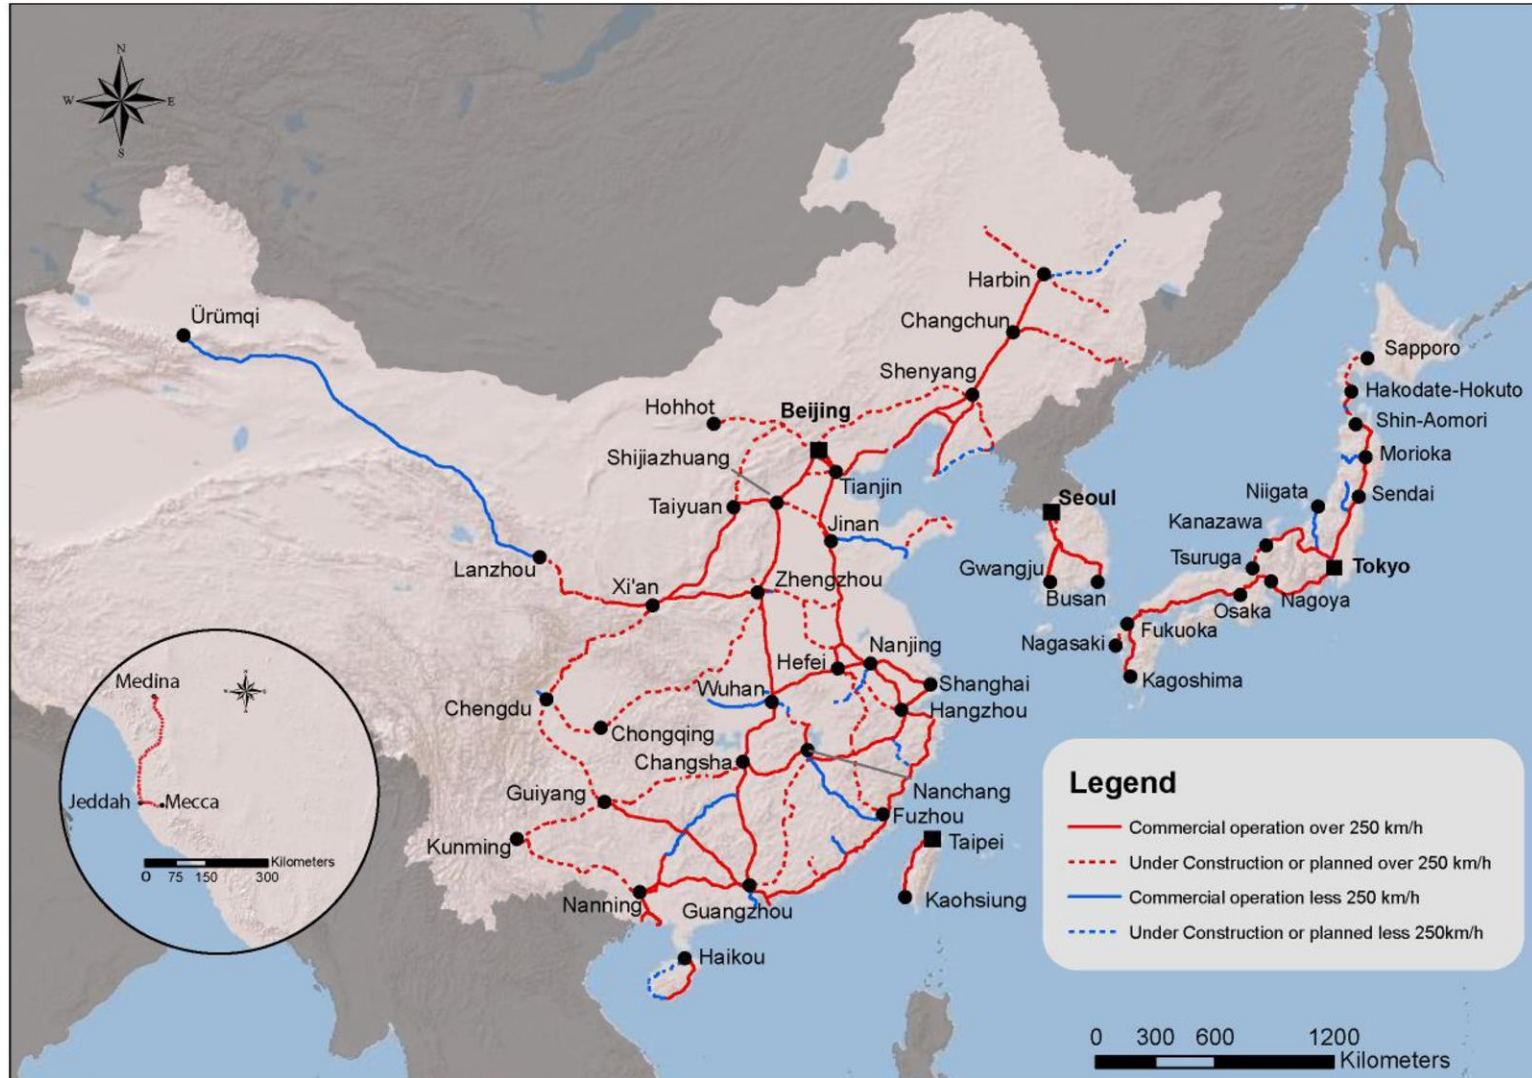 N
W
E
S
Harbin
Ürümqi
Changchun
Sapporo
Shenyang
Hakodate-Hokuto
Hohhot
Beijing
Shin-Aomori
Shijiazhuang
Morioka
Tianjin
Niigata
Seoul
Sendai
Taiyuan
Jinan
Kanazawa
Lanzhou
Tsuruga
Tokyo
Gwangju
Xi'an
Zhengzhou
Busan
Osaka
Nagoya
Fukuoka
Nagasaki
Nanjing
Hefei
Kagoshima
Medina
Shanghai
Wuhan
Chengdu
Hangzhou
Chongqing
Changsha
Nanchang
Guiyang
Jeddah
Mecca
Fuzhou
Kunming
Taipei
Kilometers
0 75 150 300
Nanning
Guangzhou
Kaohsiung
Haikou
Legend
Commercial operation over 250 km/h
Under Construction or planned over 250 km/h
Commercial operation less 250 km/h
Under Construction or planned less 250km/h
0 300 600 1200
Kilometers